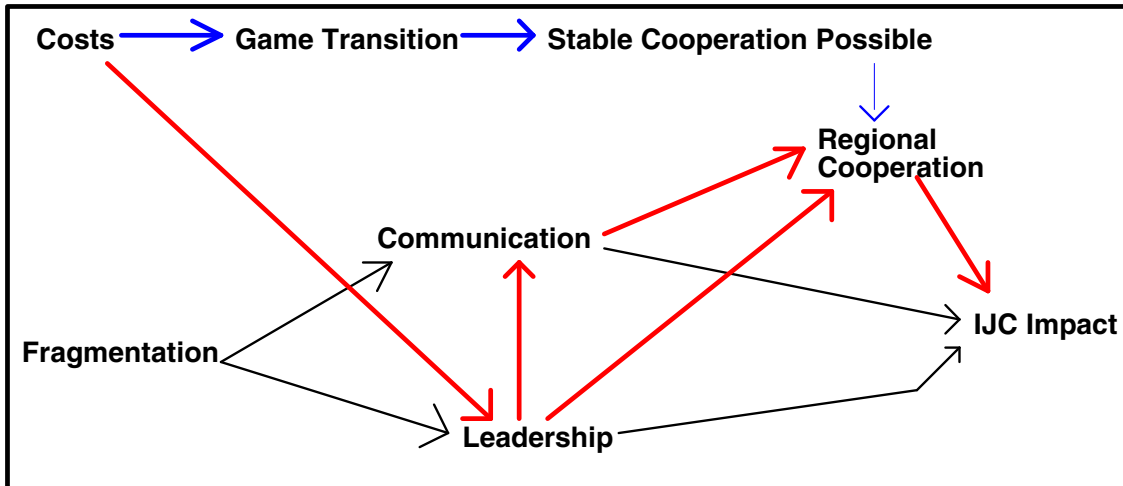 Costs
Game Transition
Stable Cooperation Possible
Regional
Cooperation
Communication
IJC Impact
Fragmentation
Leadership